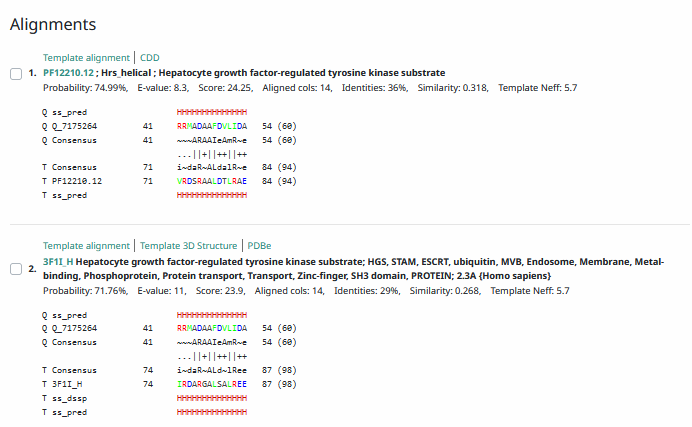 Alignments
Template alignment | CDD
1. PF12210.12 ; Hrs_helical ; Hepatocyte growth factor-regulated tyrosine kinase substrate
Probability: 74.99%, E-value: 8.3, Score: 24.25, Aligned cols: 14, Identities: 36%, Similarity: 0.318, Template Neff: 5.7
Q ss_pred HHHHHHHHHHHHHH
Q Q_7175264 41 RRMADAAFDVLIDA 54 (60)
Q Consensus 41 ~~~ARAAIeAmR~e 54 (60)
...||+||++||++
T Consensus 71 i~daR~ALdalR~e 84 (94)
T PF12210.12 71 VRDSRAALDTLRAE 84 (94)
T ss_pred HHHHHHHHHHHHHH
Template alignment | Template 3D Structure | PDBe
2. 3F1I_H Hepatocyte growth factor-regulated tyrosine kinase substrate; HGS, STAM, ESCRT, ubiquitin, MVB, Endosome, Membrane, Metal-
binding, Phosphoprotein, Protein transport, Transport, Zinc-finger, SH3 domain, PROTEIN; 2.3A {Homo sapiens}
Probability: 71.76%, E-value: 11, Score: 23.9, Aligned cols: 14, Identities: 29%, Similarity: 0.268, Template Neff: 5.7
Q ss_pred HHHHHHHHHHHHHH
Q Q_7175264 41 RRMADAAFDVLIDA 54 (60)
Q Consensus 41 ~~~ARAAIeAmR~e 54 (60)
...||+||++||++
T Consensus 74 i~daR~ALd~lRee 87 (98)
T 3F1I_H 74 IRDARGALSALREE 87 (98)
T ss_dssp HHHHHHHHHHHHHH
T ss_pred HHHHHHHHHHHHHH